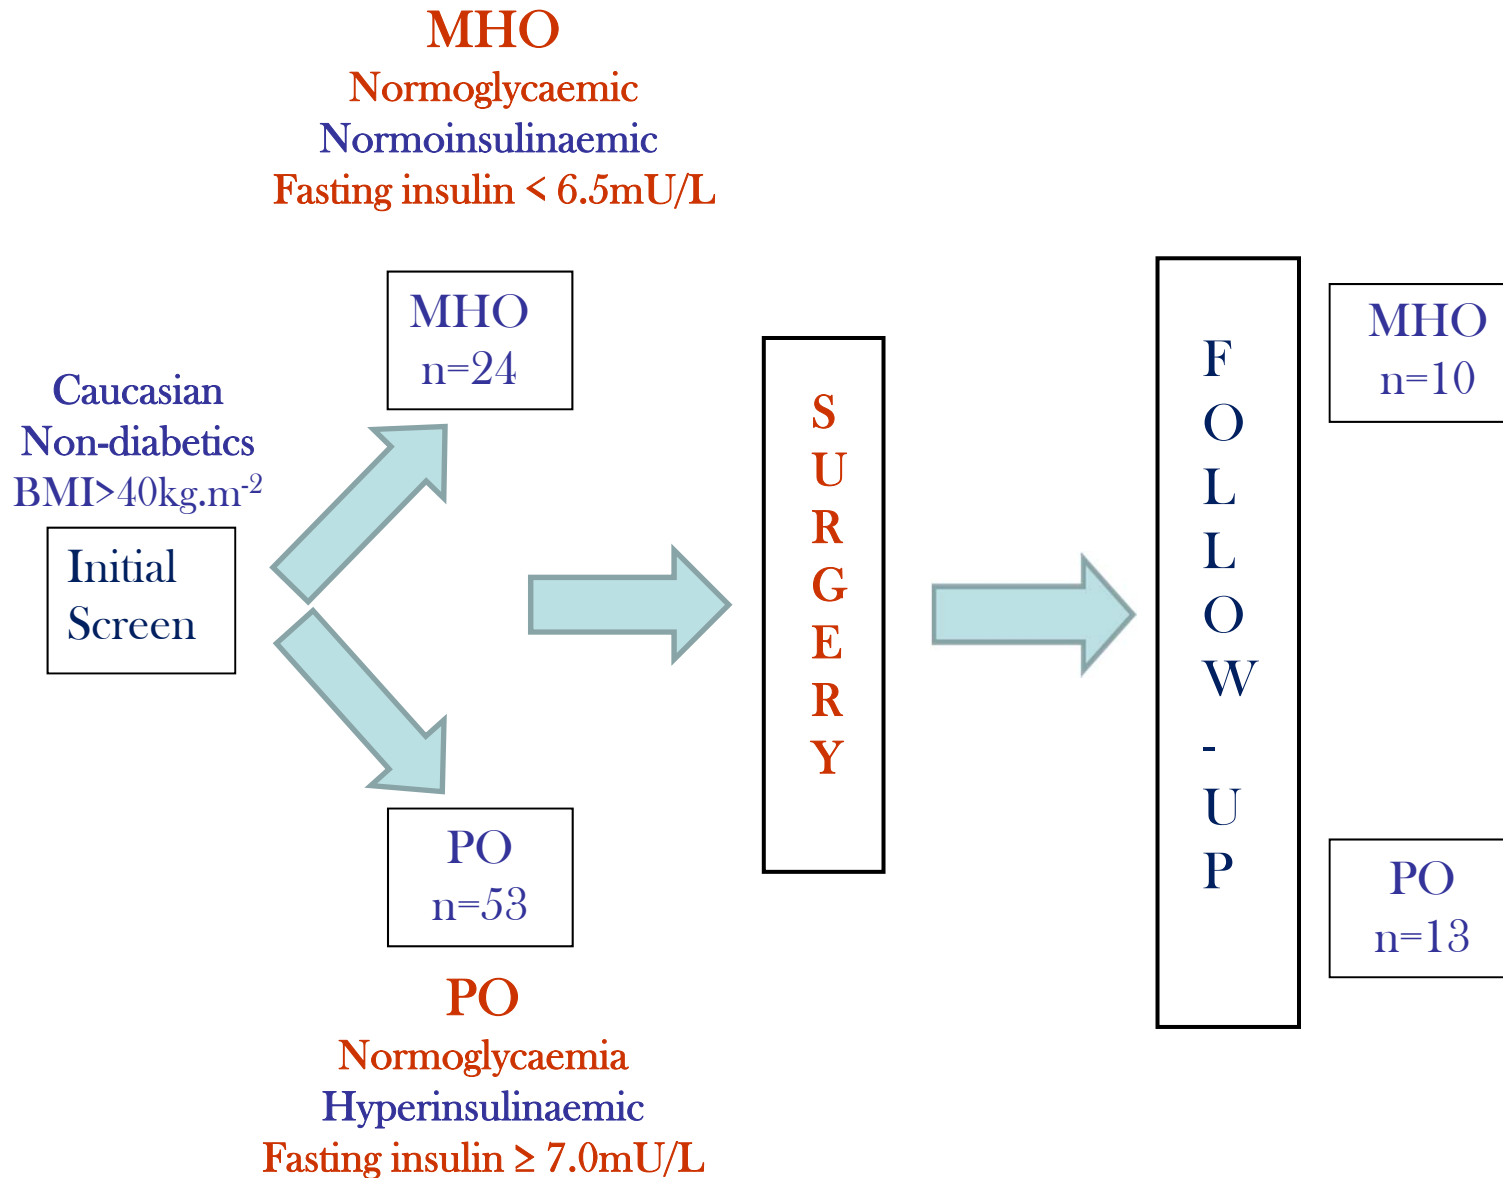 MHO
Normoglycaemic
Normoinsulinaemic
Fasting insulin < 6.5mU/L
MHO
n=24
Caucasian
Non-diabetics
BMI>40kg.m⁻²
Initial
Screen
PO
n=53
PO
Normoglycaemia
Hyperinsulinaemic
Fasting insulin ≥ 7.0mU/L
S
U
R
G
E
R
Y
F
O
L
L
O
W
-
U
P
MHO
n=10
PO
n=13